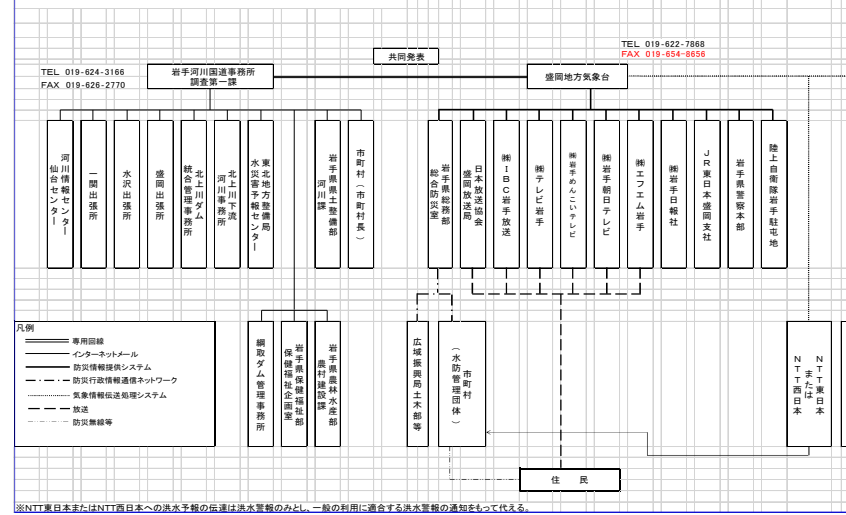 TEL 019-622-7868
FAX 019-654-8656
共同発表
TEL 019-624-3166
FAX 019-626-2770
岩手河川国道事務所
調査第一課
盛岡地方気象台
河川情報センター
仙台センター
一関出張所
水沢出張所
盛岡出張所
北上川ダム
統合管理事務所
北上川下流
河川事務所
東北地方整備局
水災害予報センター
岩手県県土整備部
河川課
市町村（市町村長）
岩手県総務部
総合防災室
日本放送協会
盛岡放送局
㈱IBC岩手放送
㈱テレビ岩手
㈱岩手めんこいテレビ
㈱岩手朝日テレビ
㈱エフエム岩手
㈱岩手日報社
JR東日本盛岡支社
岩手県警察本部
陸上自衛隊岩手駐屯地
凡例
専用回線
インターネットメール
防災情報提供システム
防災行政情報通信ネットワーク
気象情報伝送処理システム
放送
防災無線等
綱取ダム管理事務所
岩手県保健福祉部
保健福祉企画室
岩手県農林水産部
農村建設課
広域振興局土木部等
市町村
（水防管理団体）
NTT東日本
または
NTT西日本
住 民
※NTT東日本またはNTT西日本への洪水予報の伝達は洪水警報のみとし、一般の利用に適合する洪水警報の通知をもって代える。